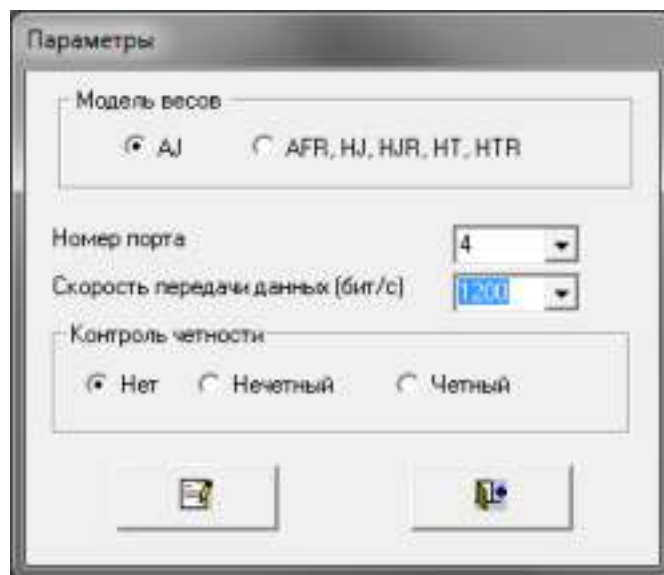 Параметры
Модель весов
AJ AFR, HJ, HJR, HT, HTR
Номер порта 4
Скорость передачи данных (бит/с) 1200
Контроль четности
Нет Нечетный Четный